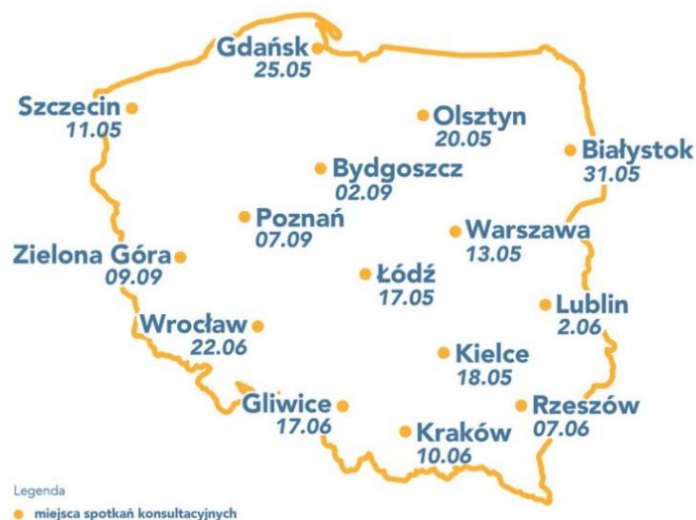 Gdańsk
25.05
Szczecin
11.05
Olsztyn
20.05
Białystok
31.05
Bydgoszcz
02.09
Poznań
07.09
Warszawa
13.05
Zielona Góra
09.09
Łódź
17.05
Lublin
2.06
Wrocław
22.06
Kielce
18.05
Gliwice
17.06
Rzeszów
07.06
Kraków
10.06
Legenda
miejsca spotkań konsultacyjnych